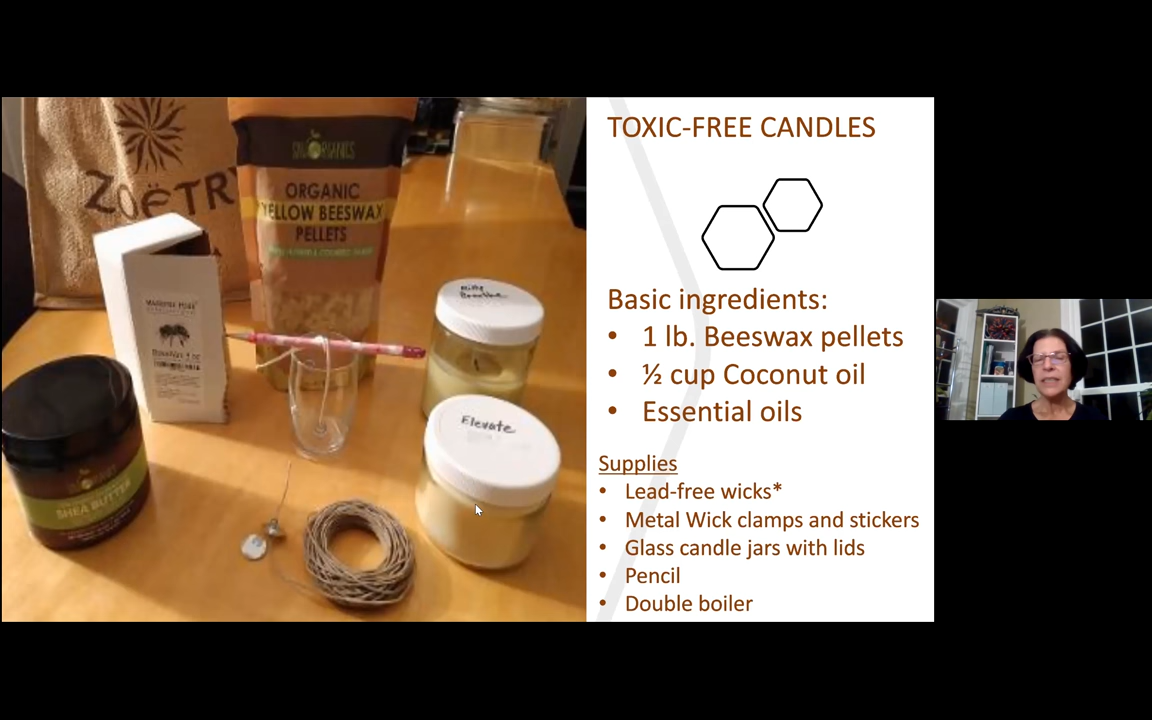 ZOËTRY
ORGANIC
YELLOW BEESWAX
PELLETS
SHEA BUTTER
Elevate
TOXIC-FREE CANDLES
Basic ingredients:
• 1 lb. Beeswax pellets
• ½ cup Coconut oil
• Essential oils
Supplies
• Lead-free wicks*
• Metal Wick clamps and stickers
• Glass candle jars with lids
• Pencil
• Double boiler